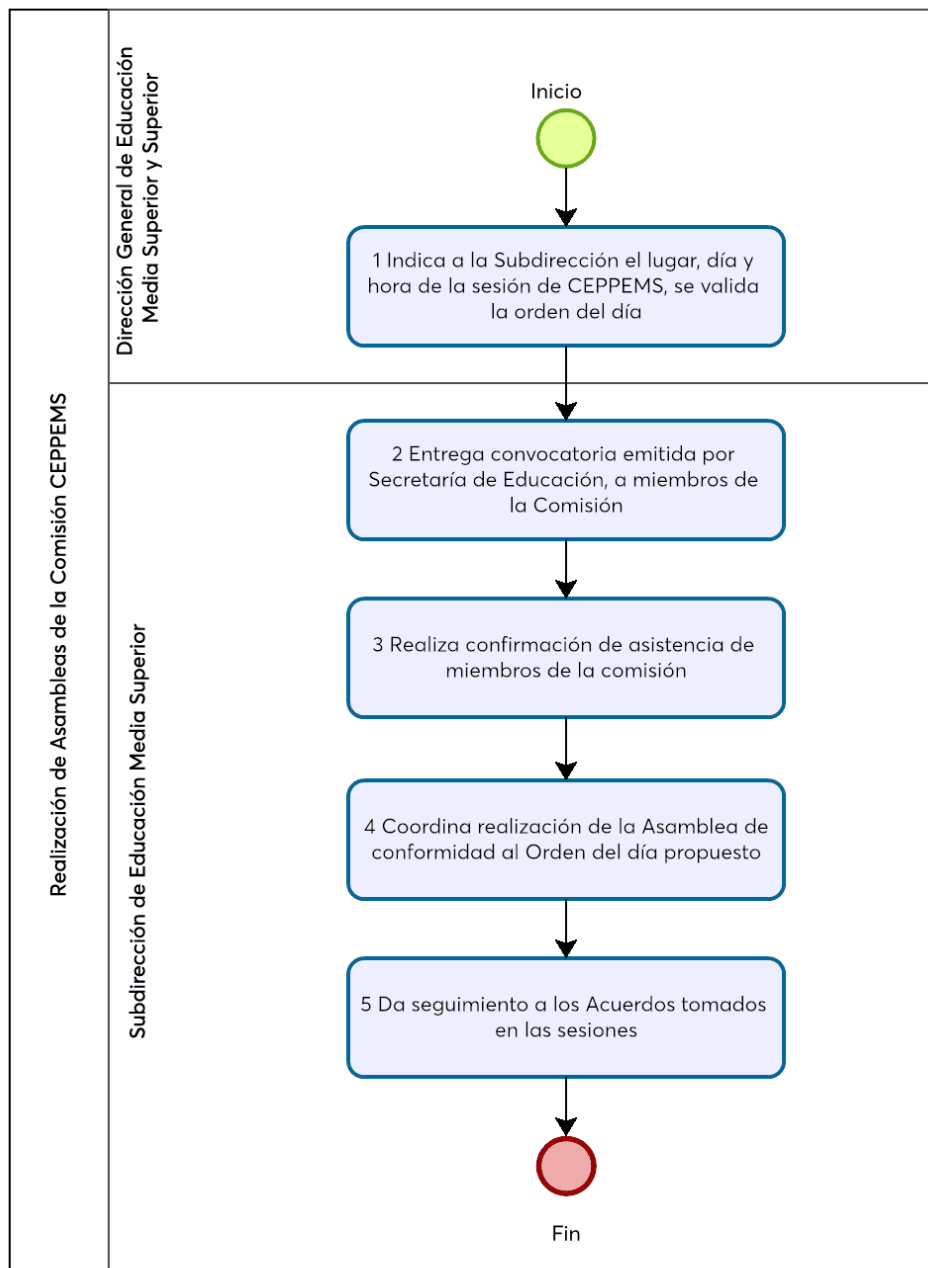 Realización de Asambleas de la Comisión CEPPEMS
Dirección General de Educación
Media Superior y Superior
Inicio
1 Indica a la Subdirección el lugar, día y
hora de la sesión de CEPPEMS, se valida
la orden del día
Subdirección de Educación Media Superior
2 Entrega convocatoria emitida por
Secretaría de Educación, a miembros de
la Comisión
3 Realiza confirmación de asistencia de
miembros de la comisión
4 Coordina realización de la Asamblea de
conformidad al Orden del día propuesto
5 Da seguimiento a los Acuerdos tomados
en las sesiones
Fin